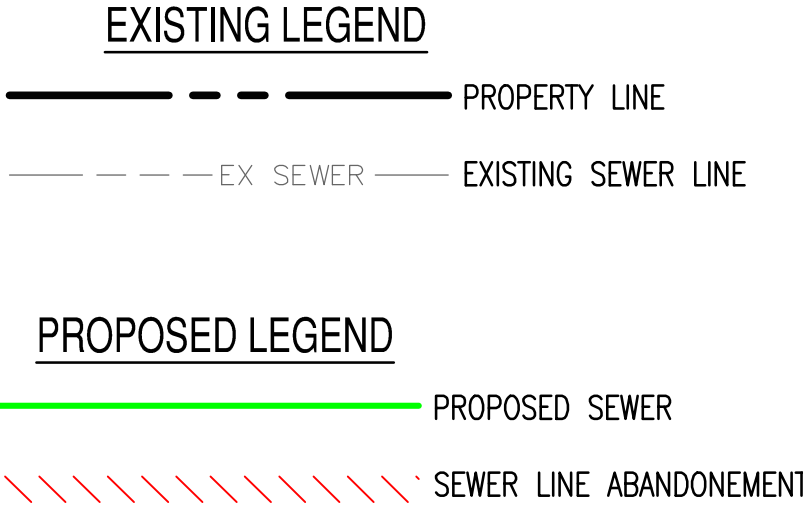 EXISTING LEGEND
PROPERTY LINE
EX SEWER EXISTING SEWER LINE
PROPOSED LEGEND
PROPOSED SEWER
SEWER LINE ABANDONEMENT